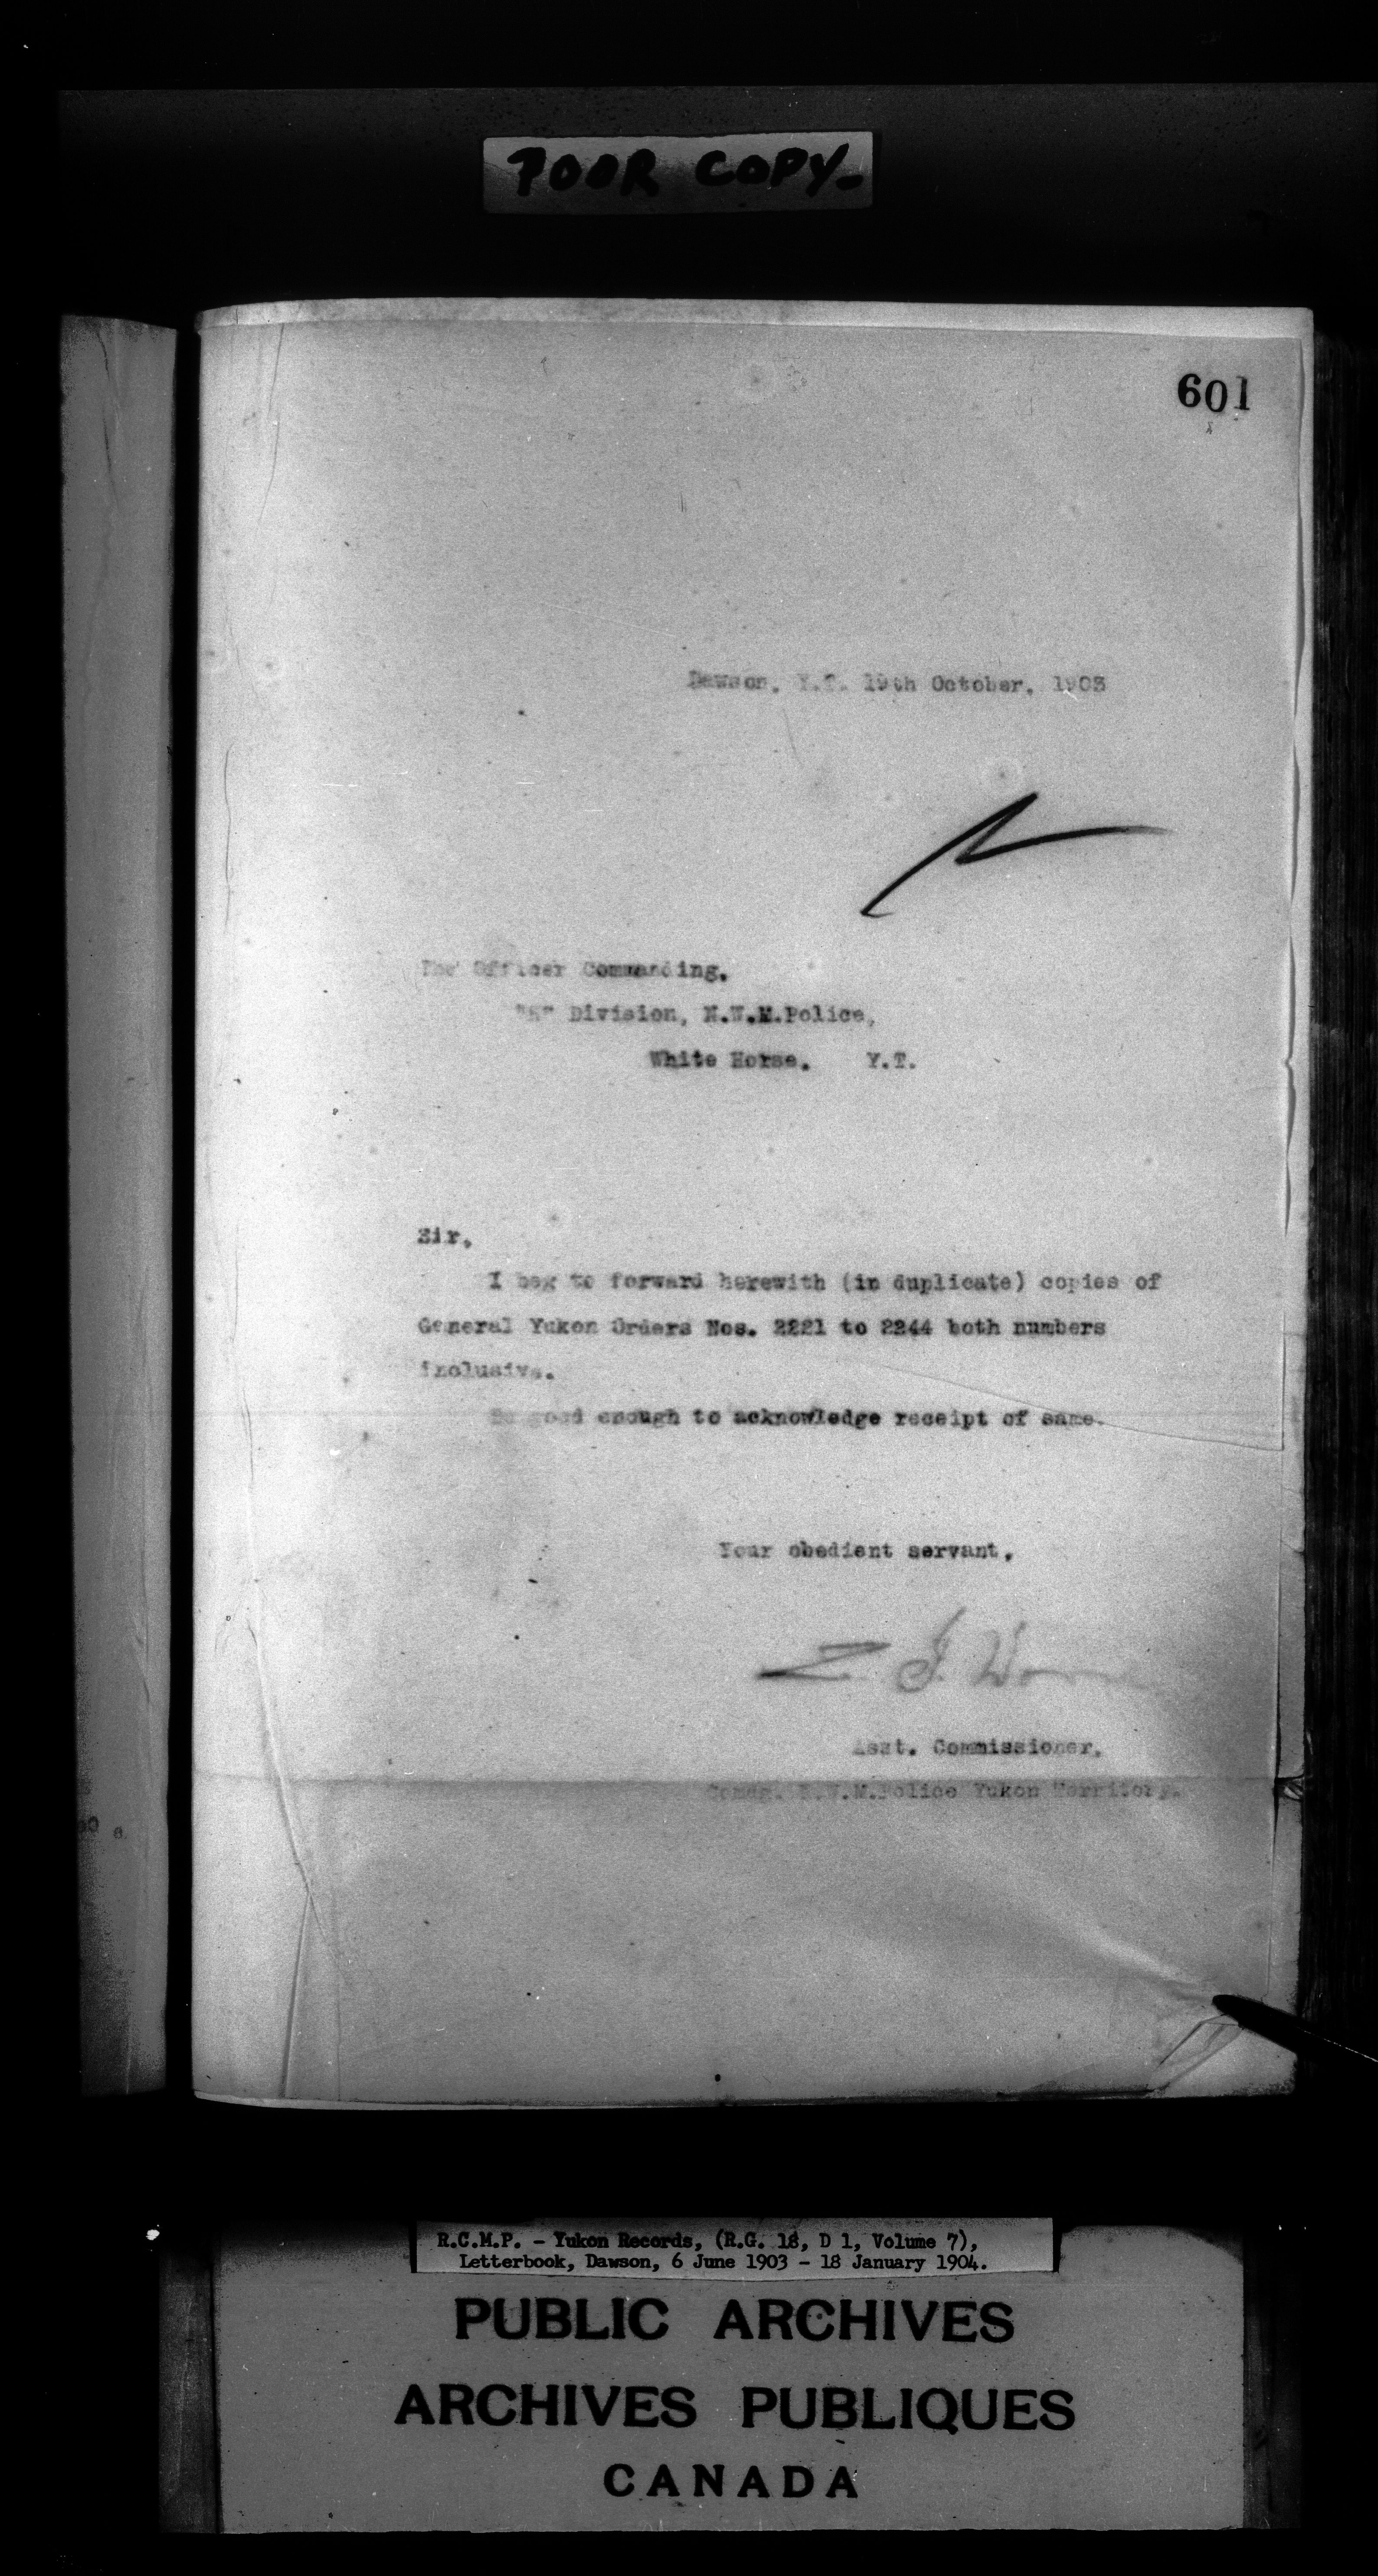 POOR COPY.
601
Dawson, Y.T. 19th October, 1903
The Officer Commanding,
"H" Division, N.W.M.Police,
White Horse. Y.T.
Sir,
I beg to forward herewith (in duplicate) copies of
General Yukon Orders Nos. 2221 to 2244 both numbers
inclusive.
Be good enough to acknowledge receipt of same.
Your obedient servant,
Z. T. Wood
Asst. Commissioner,
Comdg. N.W.M.Police Yukon Territory.
R.C.M.P. - Yukon Records, (R.G. 18, D 1, Volume 7),
Letterbook, Dawson, 6 June 1903 - 18 January 1904.
PUBLIC ARCHIVES
ARCHIVES PUBLIQUES
CANADA